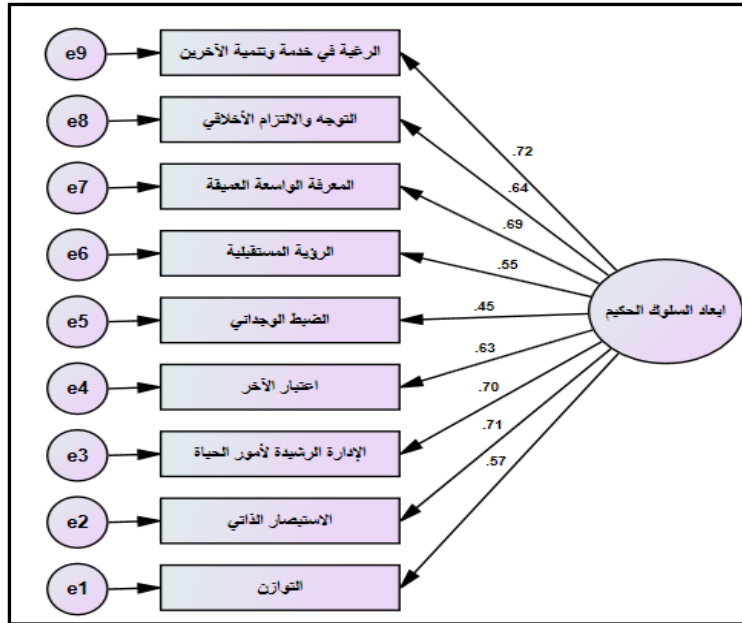 e9
الرغبة في خدمة وتنمية الآخرين
.72
e8
التوجه والالتزام الأخلاقي
.64
e7
المعرفة الواسعة العميقة
.69
e6
الرؤية المستقبلية
.55
e5
الضبط الوجداني
.45
ابعاد السلوك الحكيم
e4
اعتبار الآخر
.63
e3
الإدارة الرشيدة لأمور الحياة
.70
e2
الاستبصار الذاتي
.71
e1
التوازن
.57